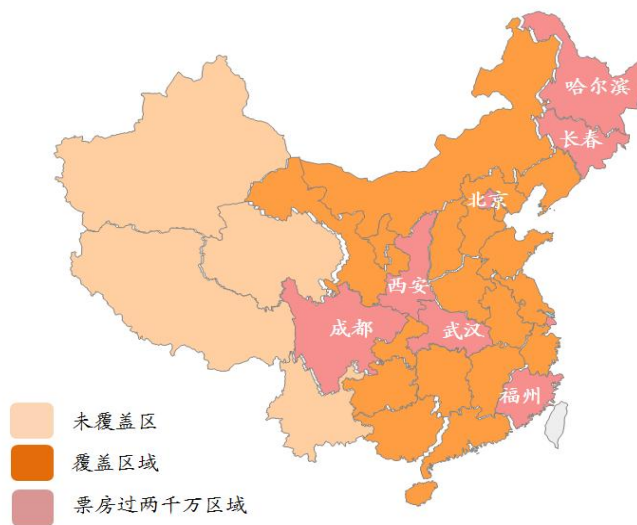 哈尔滨
长春
北京
西安
成都
武汉
福州
未覆盖区
覆盖区域
票房过两千万区域